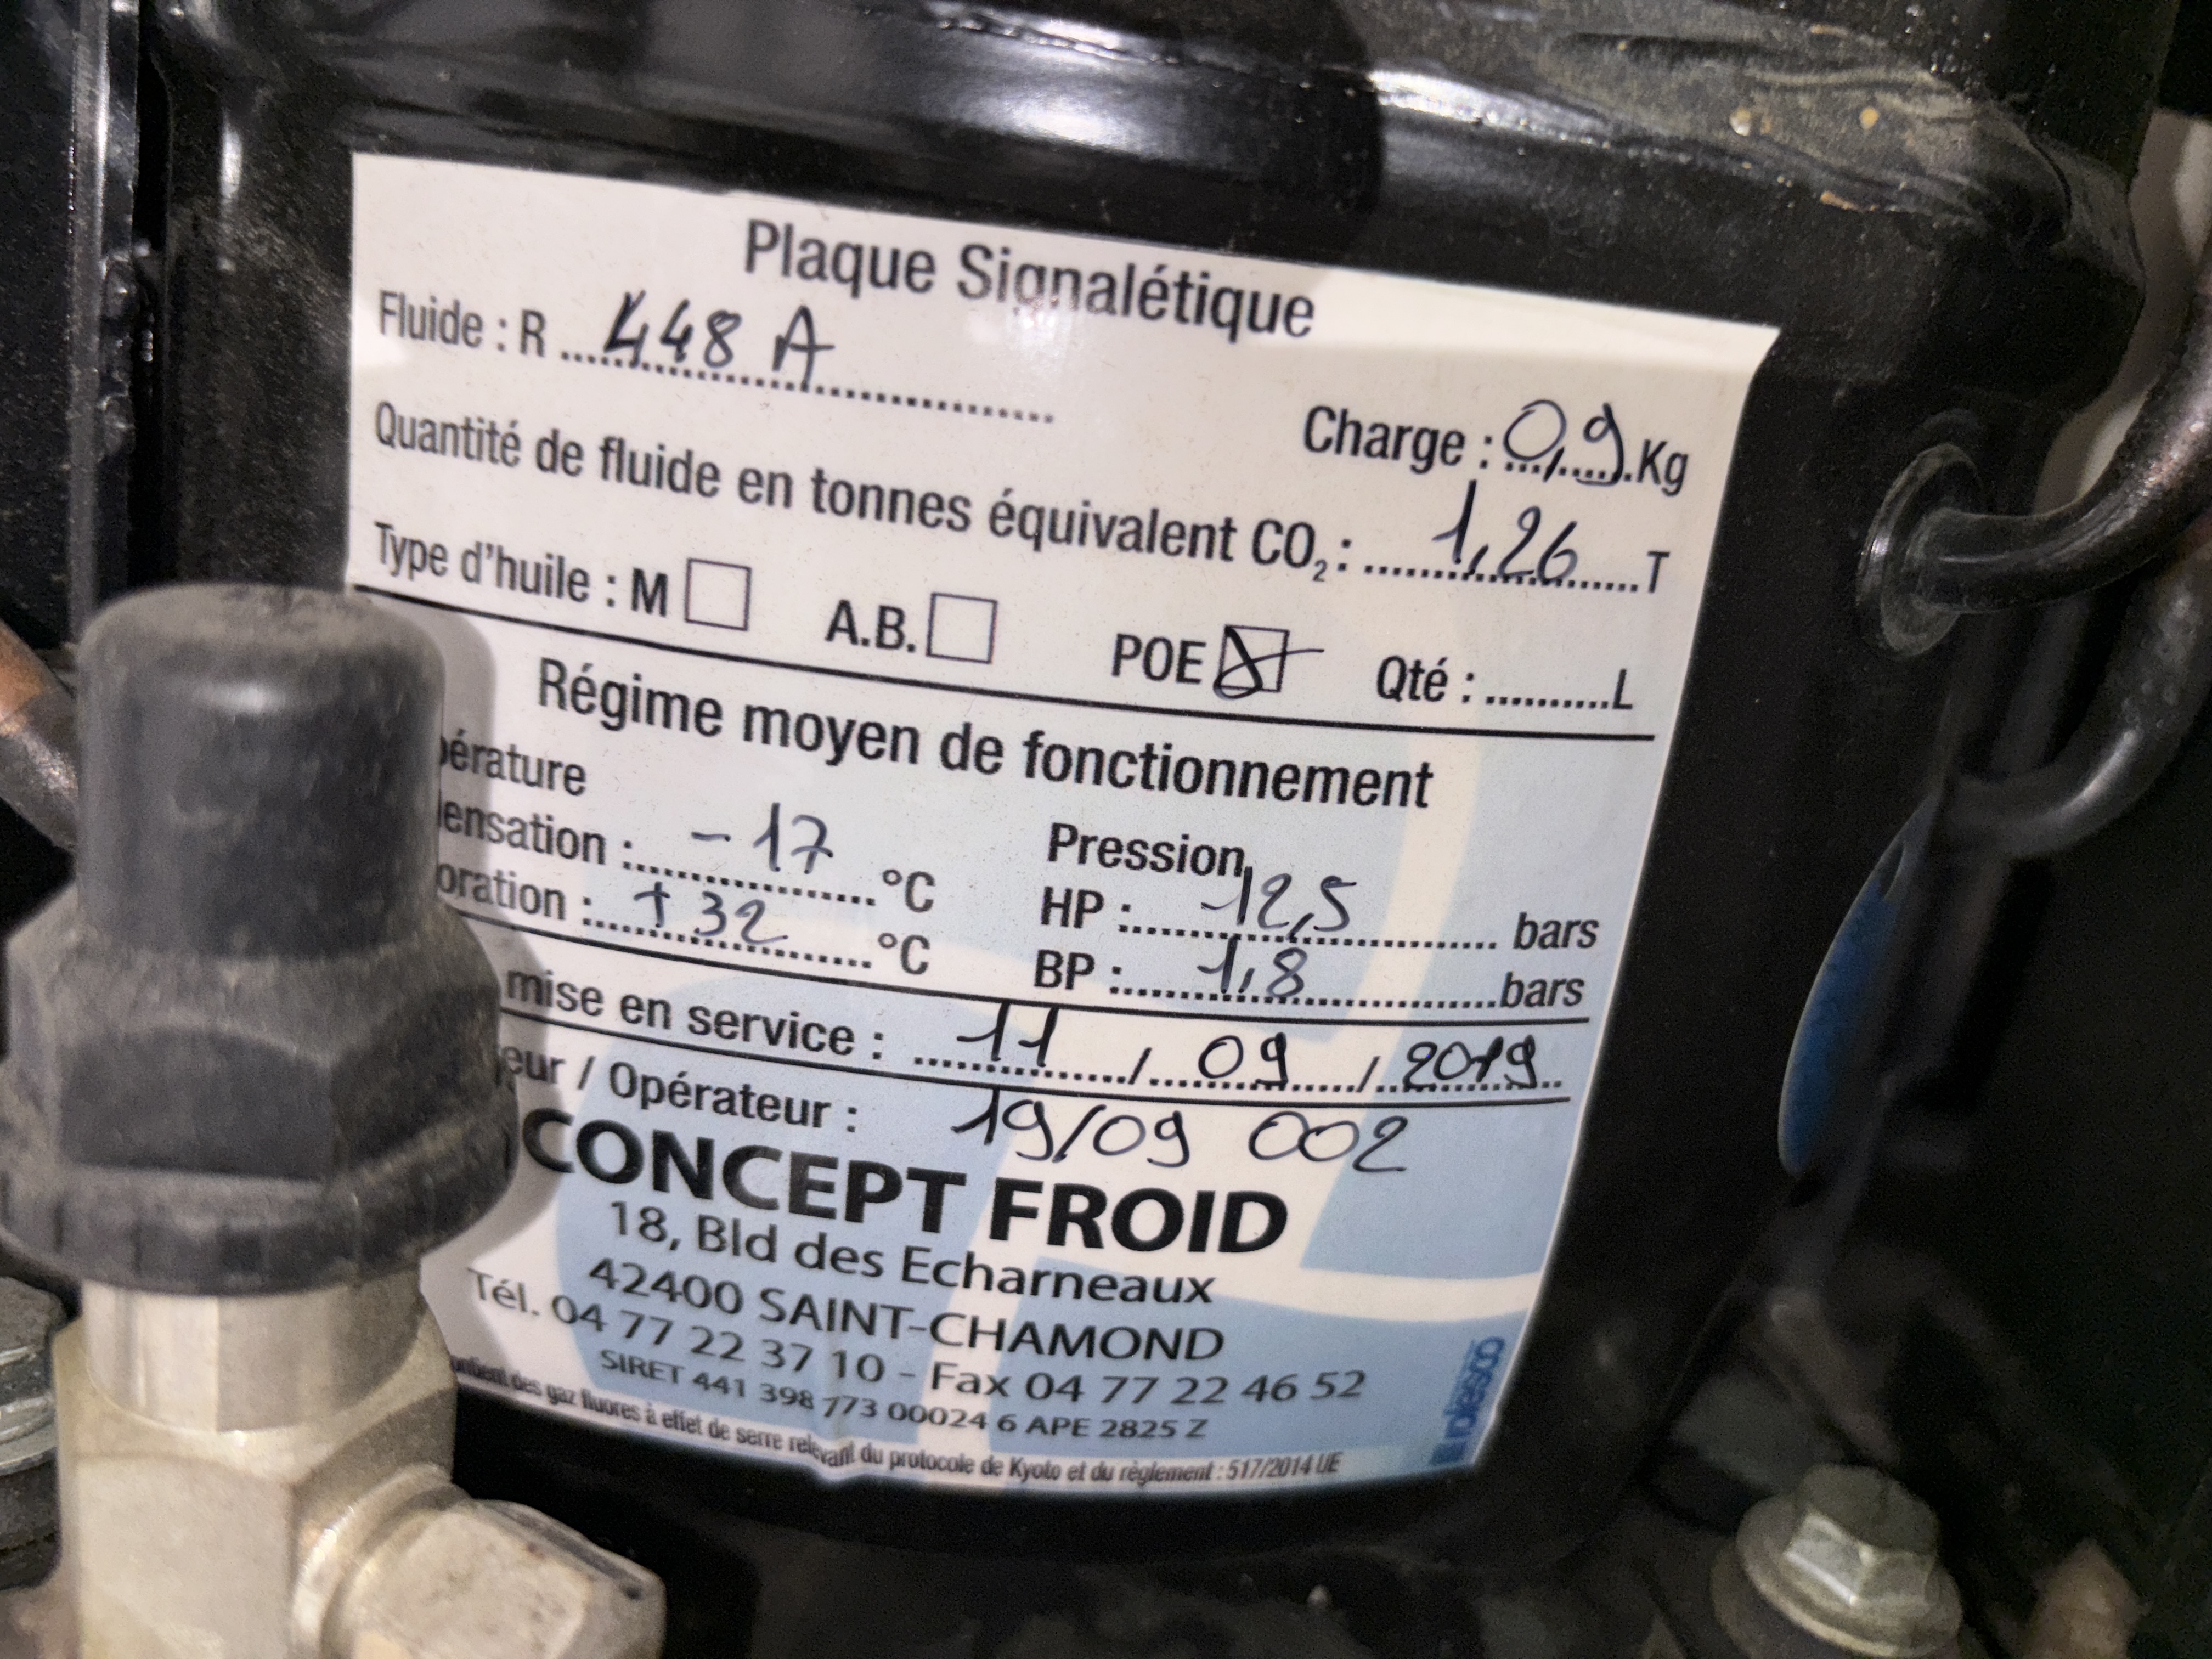 Plaque Signalétique
Fluide : R 448 A
Charge : 0,9 Kg
Quantité de fluide en tonnes équivalent CO₂ : 1,26 T
Type d'huile : M A.B. POE Qté : L
Régime moyen de fonctionnement
pérature Pression
ensation : -17 °C HP : 12,5 bars
oration : +32 °C BP : 1,8 bars
mise en service : 11 / 09 / 2019
eur / Opérateur : 19/09 002
CONCEPT FROID
18, Bld des Echarneaux
42400 SAINT-CHAMOND
Tél. 04 77 22 37 10 - Fax 04 77 22 46 52
SIRET 441 398 773 00024 6 APE 2825 Z
des gaz fluorés à effet de serre relevant du protocole de Kyoto et du règlement : 517/2014 UE